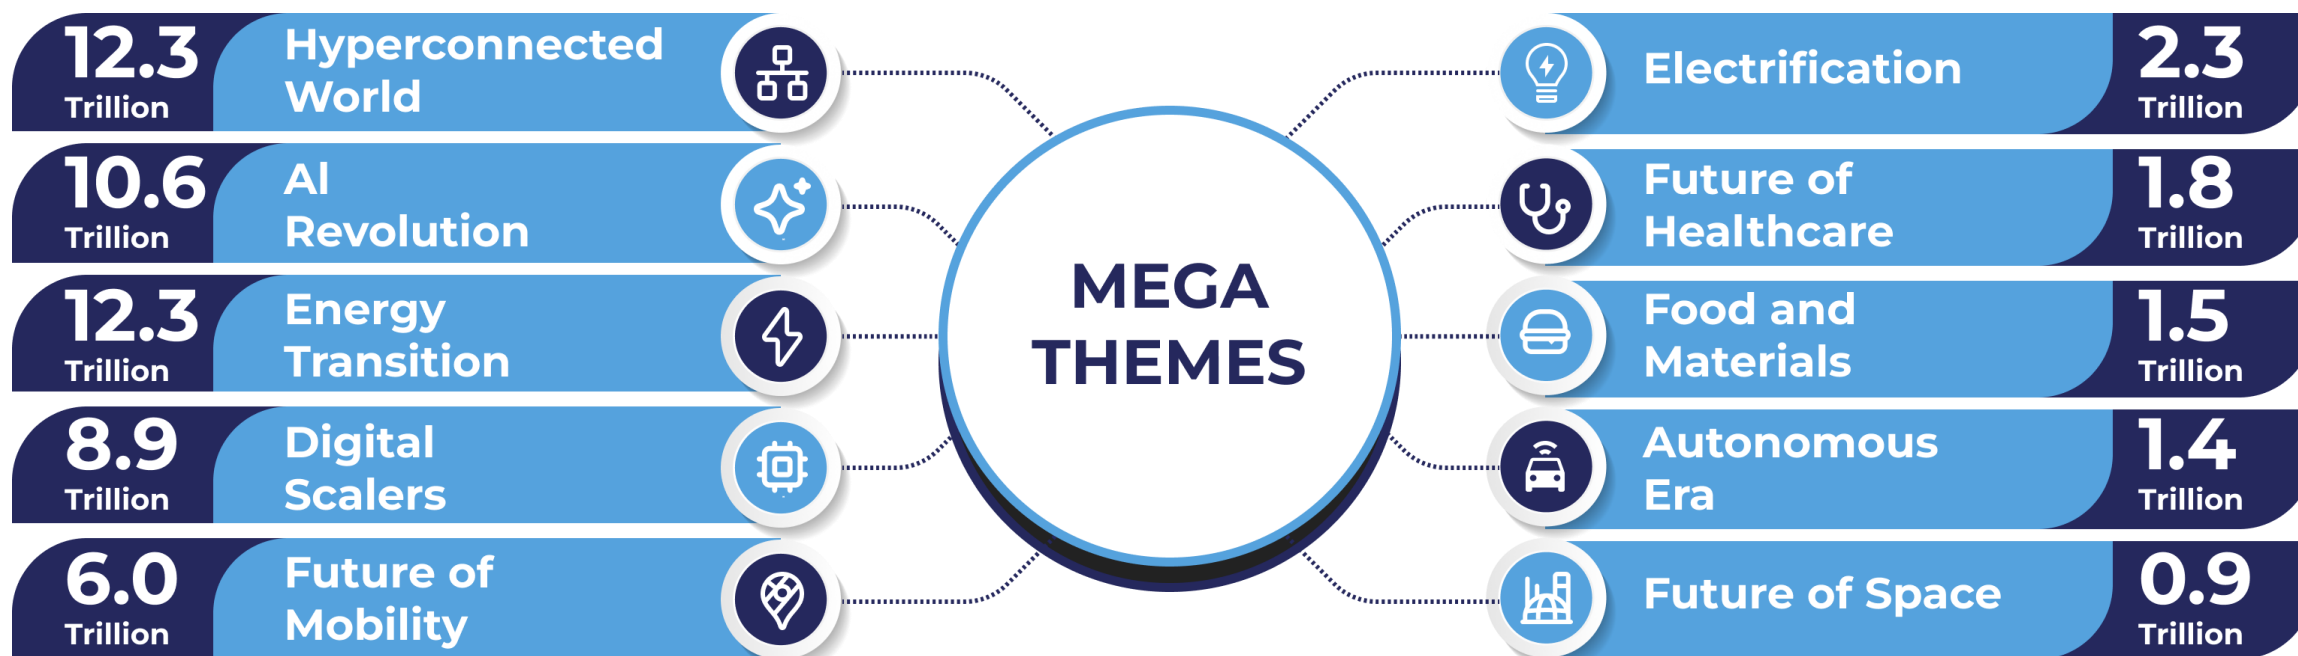 12.3
Trillion
Hyperconnected
World
10.6
Trillion
AI
Revolution
12.3
Trillion
Energy
Transition
8.9
Trillion
Digital
Scalers
6.0
Trillion
Future of
Mobility
MEGA
THEMES
Electrification
2.3
Trillion
Future of
Healthcare
1.8
Trillion
Food and
Materials
1.5
Trillion
Autonomous
Era
1.4
Trillion
Future of Space
0.9
Trillion